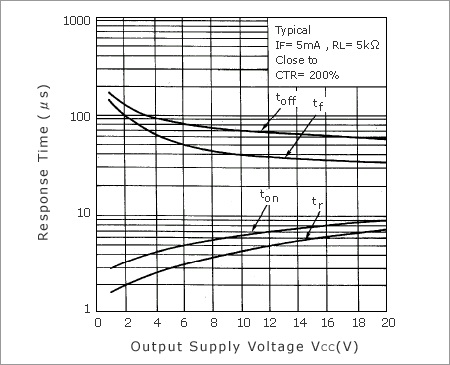 1000
Typical
IF= 5mA , RL= 5kΩ
Close to
CTR= 200%
toff
tf
100
Response Time ( μs)
ton
tr
10
1
0 2 4 6 8 10 12 14 16 18 20
Output Supply Voltage Vcc(V)